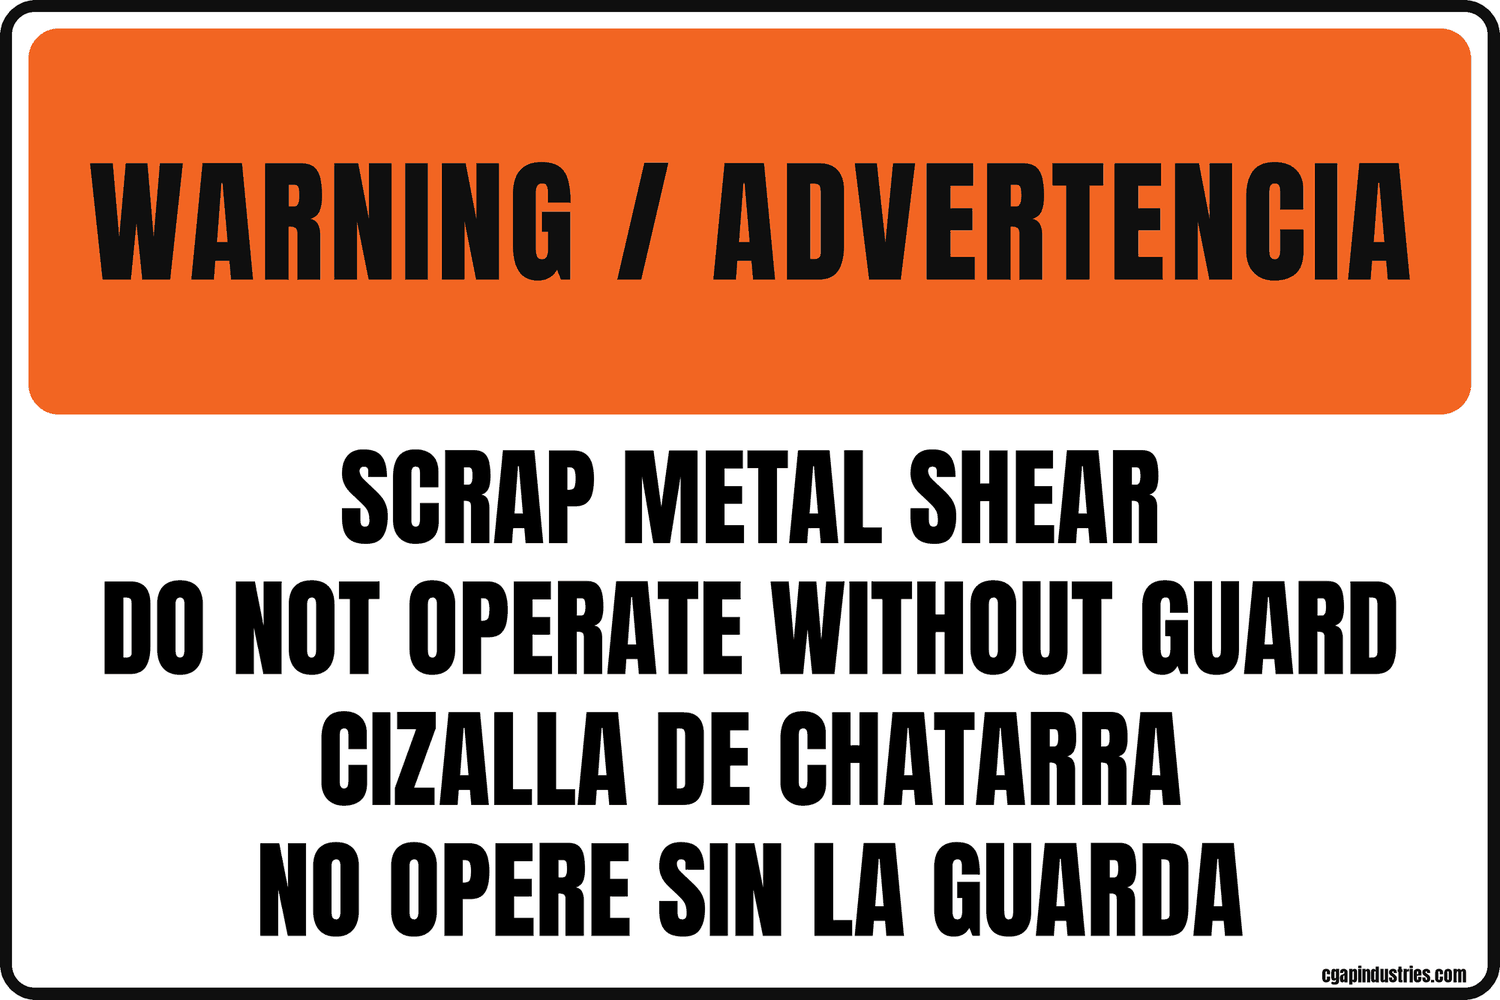 WARNING / ADVERTENCIA
SCRAP METAL SHEAR
DO NOT OPERATE WITHOUT GUARD
CIZALLA DE CHATARRA
NO OPERE SIN LA GUARDA
cgapindustries.com